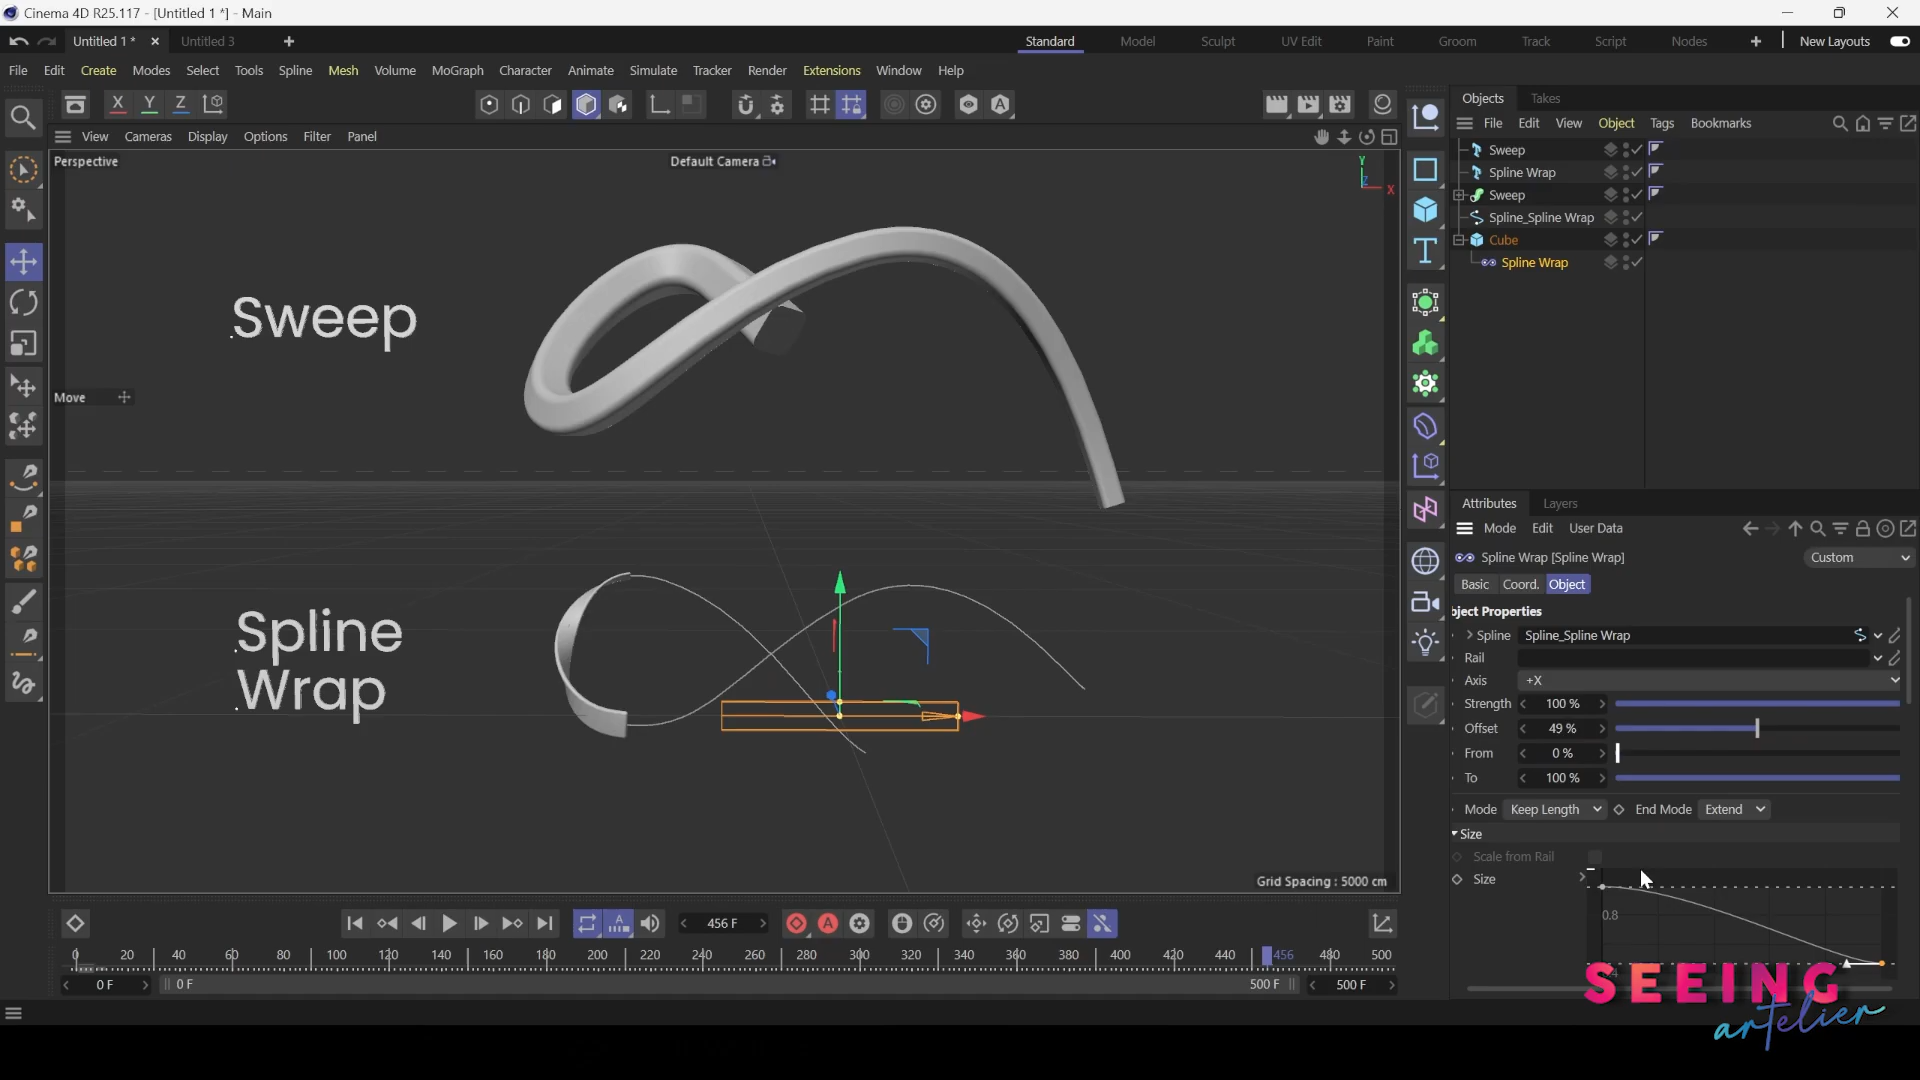 Cinema 4D R25.117 - [Untitled 1 *] - Main
Untitled 1 *
Untitled 3
Standard
Model
Sculpt
UV Edit
Paint
Groom
Track
Script
Nodes
New Layouts
File Edit Create Modes Select Tools Spline Mesh Volume MoGraph Character Animate Simulate Tracker Render Extensions Window Help
X Y Z
Objects Takes
File Edit View Object Tags Bookmarks
View Cameras Display Options Filter Panel
Perspective
Default Camera
Y
Z
X
Sweep
Spline Wrap
Sweep
Spline_Spline Wrap
Cube
Spline Wrap
Sweep
Move
Spline
Wrap
Grid Spacing : 5000 cm
Attributes Layers
Mode Edit User Data
Spline Wrap [Spline Wrap]
Custom
Basic Coord. Object
bject Properties
Spline Spline_Spline Wrap
Rail
Axis +X
Strength 100 %
Offset 49 %
From 0 %
To 100 %
Mode Keep Length End Mode Extend
Size
Scale from Rail
Size
0.8
456 F
0 20 40 60 80 100 120 140 160 180 200 220 240 260 280 300 320 340 360 380 400 420 440 456 480 500
0 F 0 F 500 F 500 F
SEEING
artelier